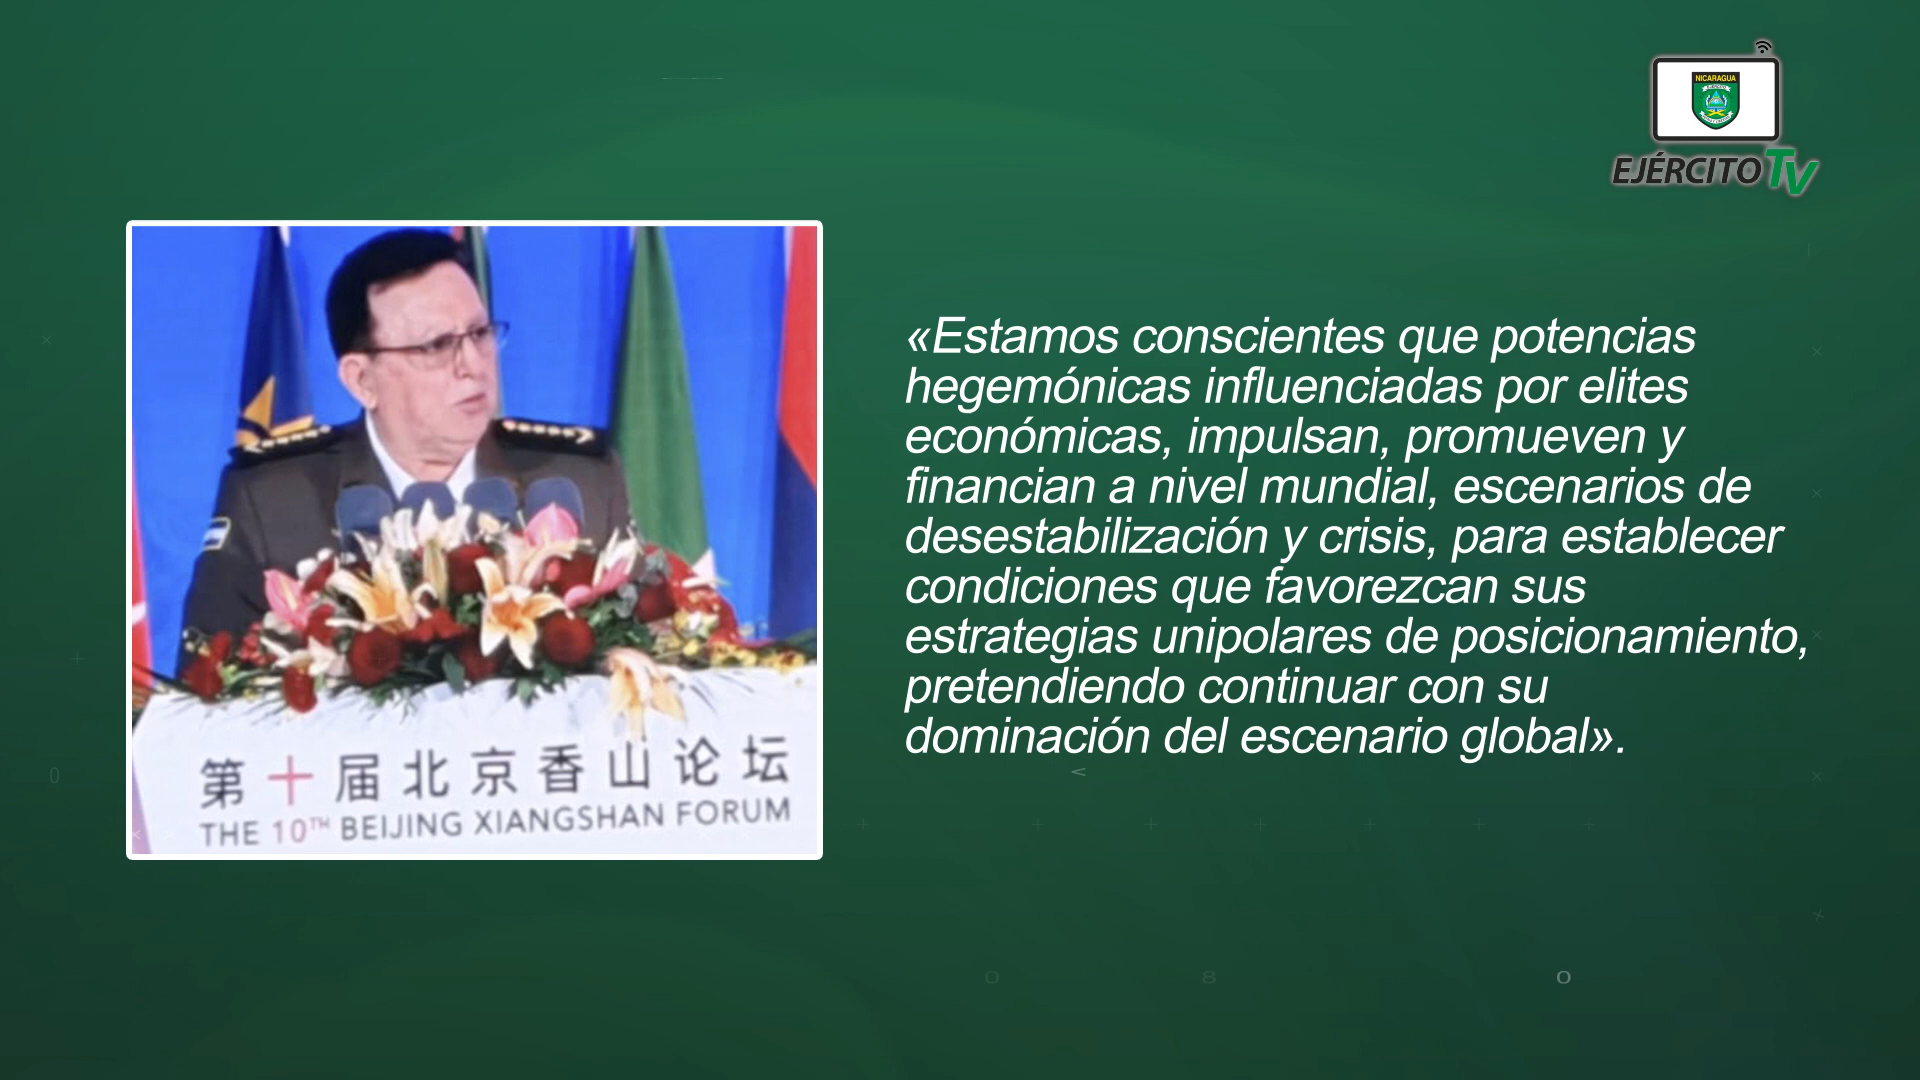 NICARAGUA
EJÉRCITO TV
«Estamos conscientes que potencias
hegemónicas influenciadas por elites
económicas, impulsan, promueven y
financian a nivel mundial, escenarios de
desestabilización y crisis, para establecer
condiciones que favorezcan sus
estrategias unipolares de posicionamiento,
pretendiendo continuar con su
dominación del escenario global».
第十届北京香山论坛
THE 10TH BEIJING XIANGSHAN FORUM